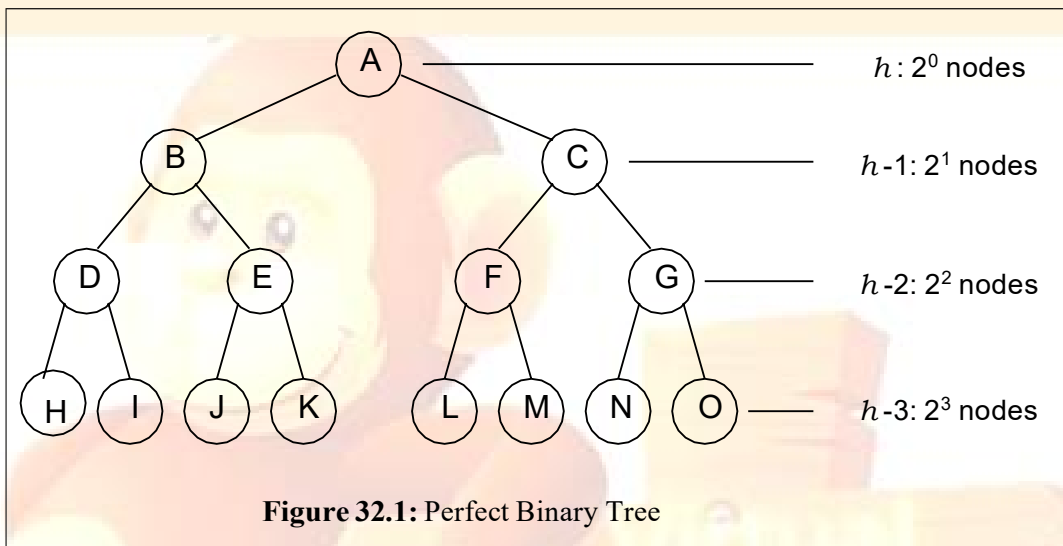 A
h: 2⁰ nodes
B
C
h-1: 2¹ nodes
D
E
F
G
h-2: 2² nodes
H
I
J
K
L
M
N
O
h-3: 2³ nodes
Figure 32.1: Perfect Binary Tree